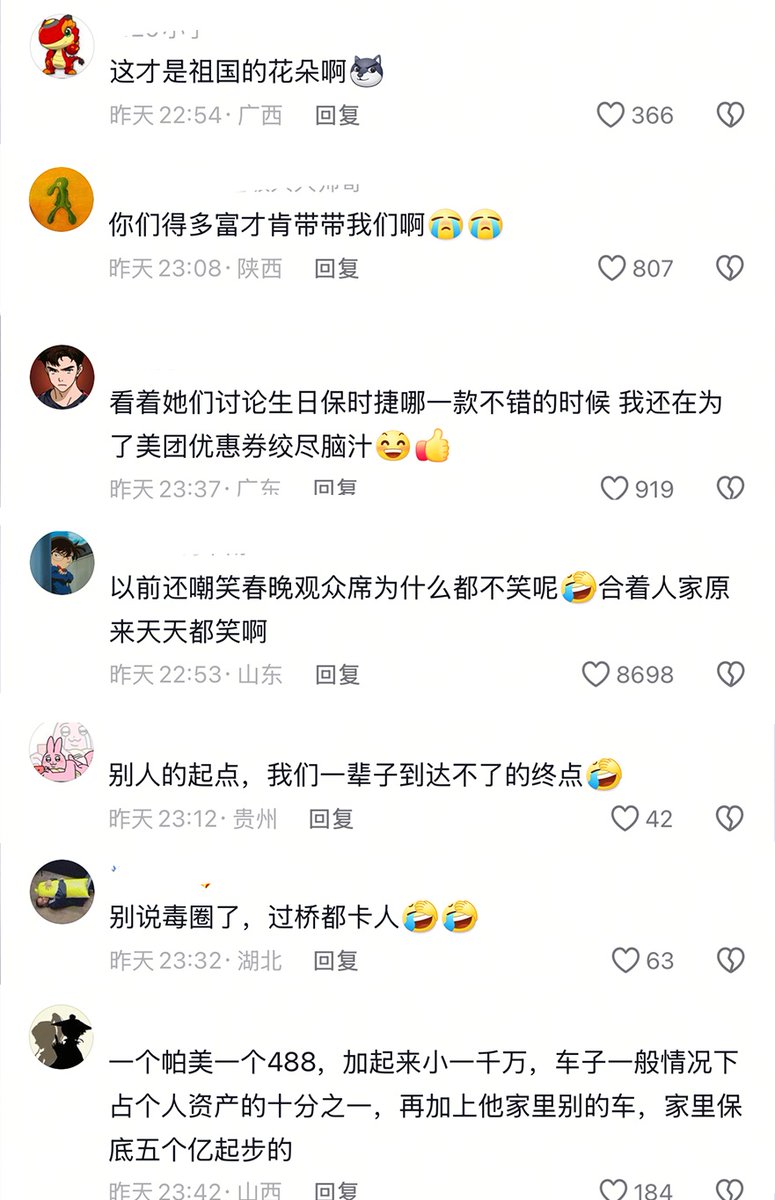 这才是祖国的花朵啊
昨天 22:54 · 广西 回复 366
你们得多富才肯带带我们啊😭😭
昨天 23:08 · 陕西 回复 807
看着她们讨论生日保时捷哪一款不错的时候 我还在为
了美团优惠券绞尽脑汁😄👍
昨天 23:37 · 广东 回复 919
以前还嘲笑春晚观众席为什么都不笑呢🤣合着人家原
来天天都笑啊
昨天 22:53 · 山东 回复 8698
别人的起点，我们一辈子到达不了的终点🤣
昨天 23:12 · 贵州 回复 42
别说毒圈了，过桥都卡人🤣🤣
昨天 23:32 · 湖北 回复 63
一个帕美一个488，加起来小一千万，车子一般情况下
占个人资产的十分之一，再加上他家里别的车，家里保
底五个亿起步的
昨天 23:42 · 山西 回复 184